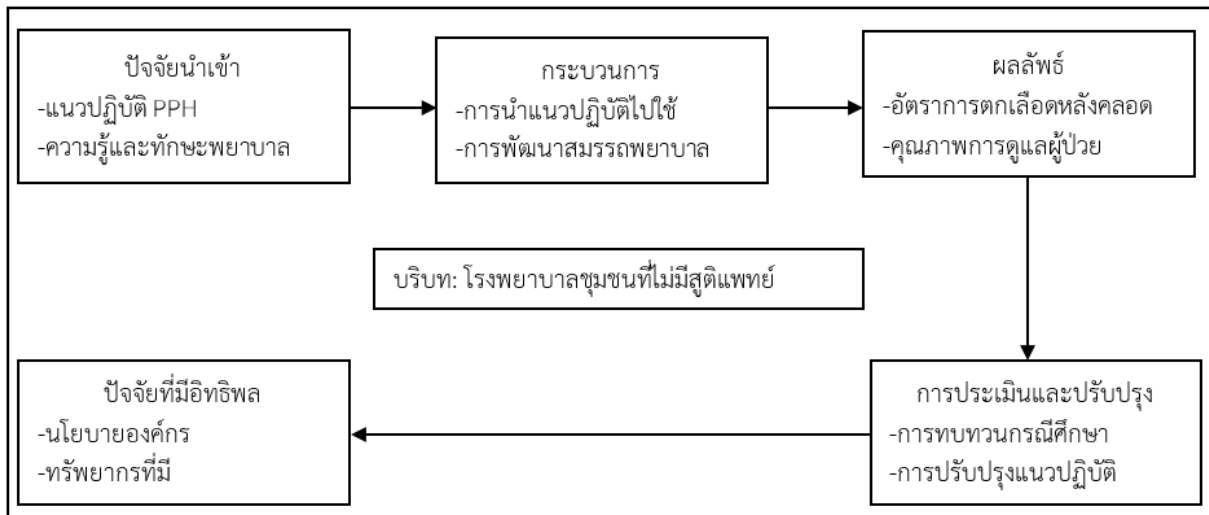 ปัจจัยนำเข้า
-แนวปฏิบัติ PPH
-ความรู้และทักษะพยาบาล
กระบวนการ
-การนำแนวปฏิบัติไปใช้
-การพัฒนาสมรรถพยาบาล
ผลลัพธ์
-อัตราการตกเลือดหลังคลอด
-คุณภาพการดูแลผู้ป่วย
บริบท: โรงพยาบาลชุมชนที่ไม่มีสูติแพทย์
ปัจจัยที่มีอิทธิพล
-นโยบายองค์กร
-ทรัพยากรที่มี
การประเมินและปรับปรุง
-การทบทวนกรณีศึกษา
-การปรับปรุงแนวปฏิบัติ